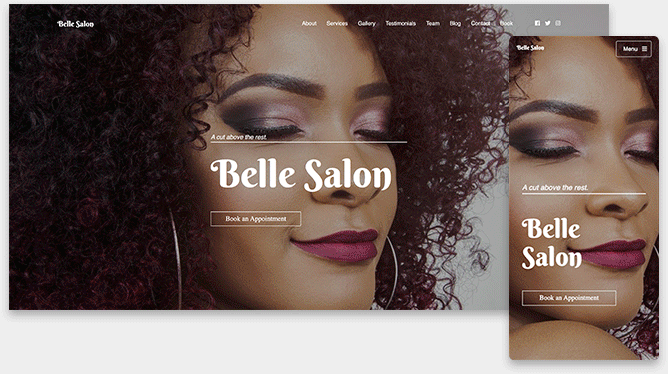 Belle Salon
About Services Gallery Testimonials Team Blog Contact Book
A cut above the rest.
Belle Salon
Book an Appointment
Belle Salon
Menu
A cut above the rest.
Belle
Salon
Book an Appointment